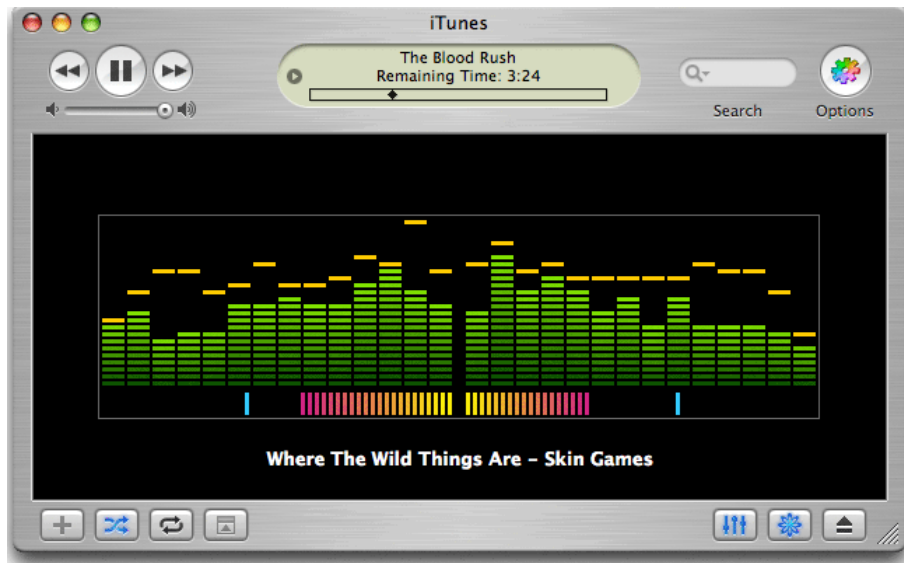 iTunes
The Blood Rush
Remaining Time: 3:24
Search
Options
Where The Wild Things Are – Skin Games